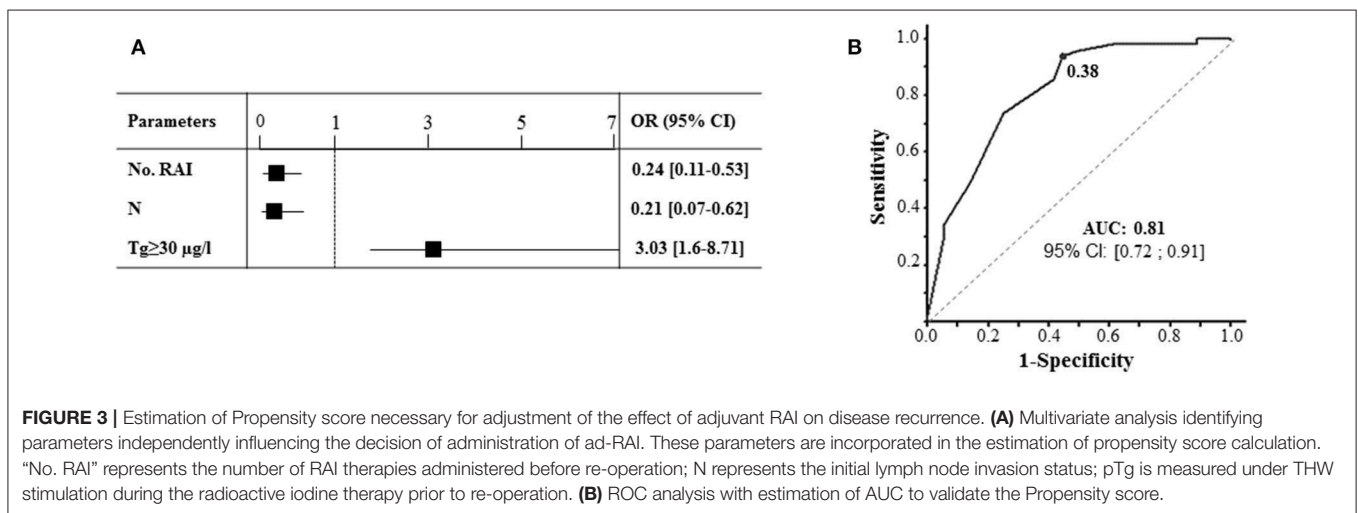 A
Parameters 0 1 3 5 7 OR (95% CI)
No. RAI 0.24 [0.11-0.53]
N 0.21 [0.07-0.62]
Tg≥30 µg/l 3.03 [1.6-8.71]
B
1.0
0.8
0.6
0.4
0.2
Sensitivity
0.38
AUC: 0.81
95% CI: [0.72 ; 0.91]
0.0 0.2 0.4 0.6 0.8 1.0
1-Specificity
FIGURE 3 | Estimation of Propensity score necessary for adjustment of the effect of adjuvant RAI on disease recurrence. (A) Multivariate analysis identifying
parameters independently influencing the decision of administration of ad-RAI. These parameters are incorporated in the estimation of propensity score calculation.
“No. RAI” represents the number of RAI therapies administered before re-operation; N represents the initial lymph node invasion status; pTg is measured under THW
stimulation during the radioactive iodine therapy prior to re-operation. (B) ROC analysis with estimation of AUC to validate the Propensity score.